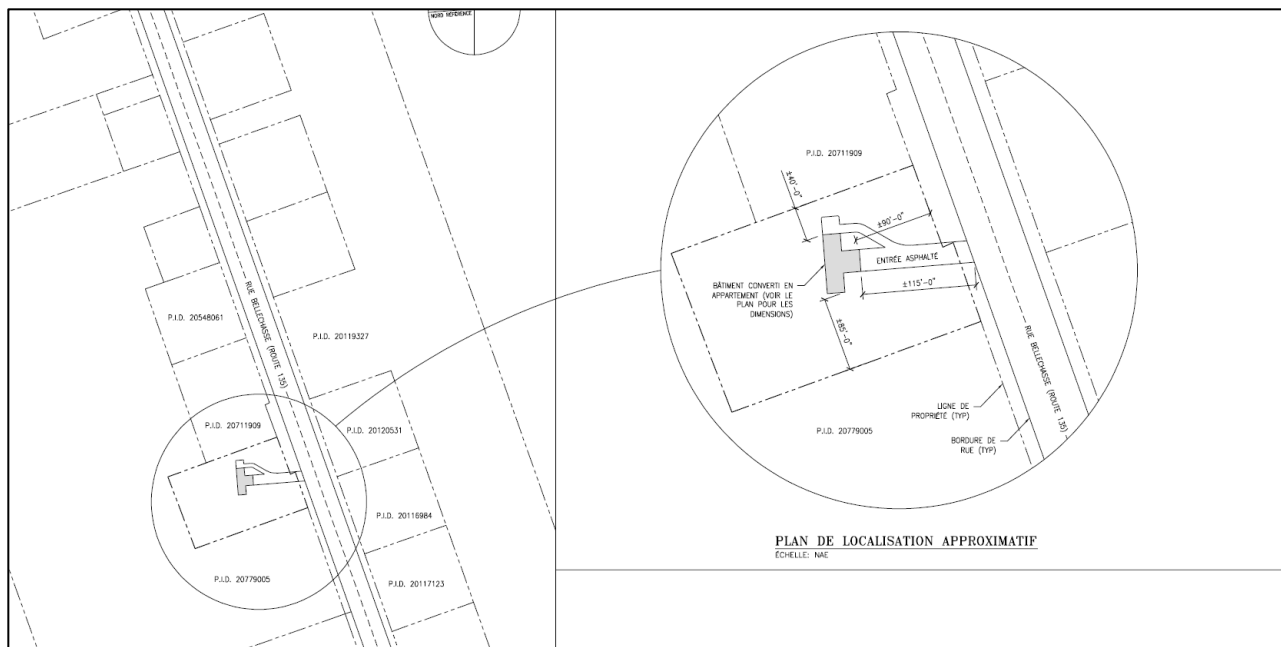 NORD RÉFÉRENCE
RUE BELLECHASSE (ROUTE 135)
P.I.D. 20548061
P.I.D. 20119327
P.I.D. 20711909
P.I.D. 20120531
P.I.D. 20116984
P.I.D. 20779005
P.I.D. 20117123
P.I.D. 20711909
±40'-0"
±90'-0"
ENTRÉE ASPHALTÉ
BÂTIMENT CONVERTI EN
APPARTEMENT (VOIR LE
PLAN POUR LES
DIMENSIONS)
±115'-0"
±85'-0"
RUE BELLECHASSE (ROUTE 135)
LIGNE DE
PROPRIÉTÉ (TYP)
P.I.D. 20779005
BORDURE DE
RUE (TYP)
PLAN DE LOCALISATION APPROXIMATIF
ÉCHELLE: NAE